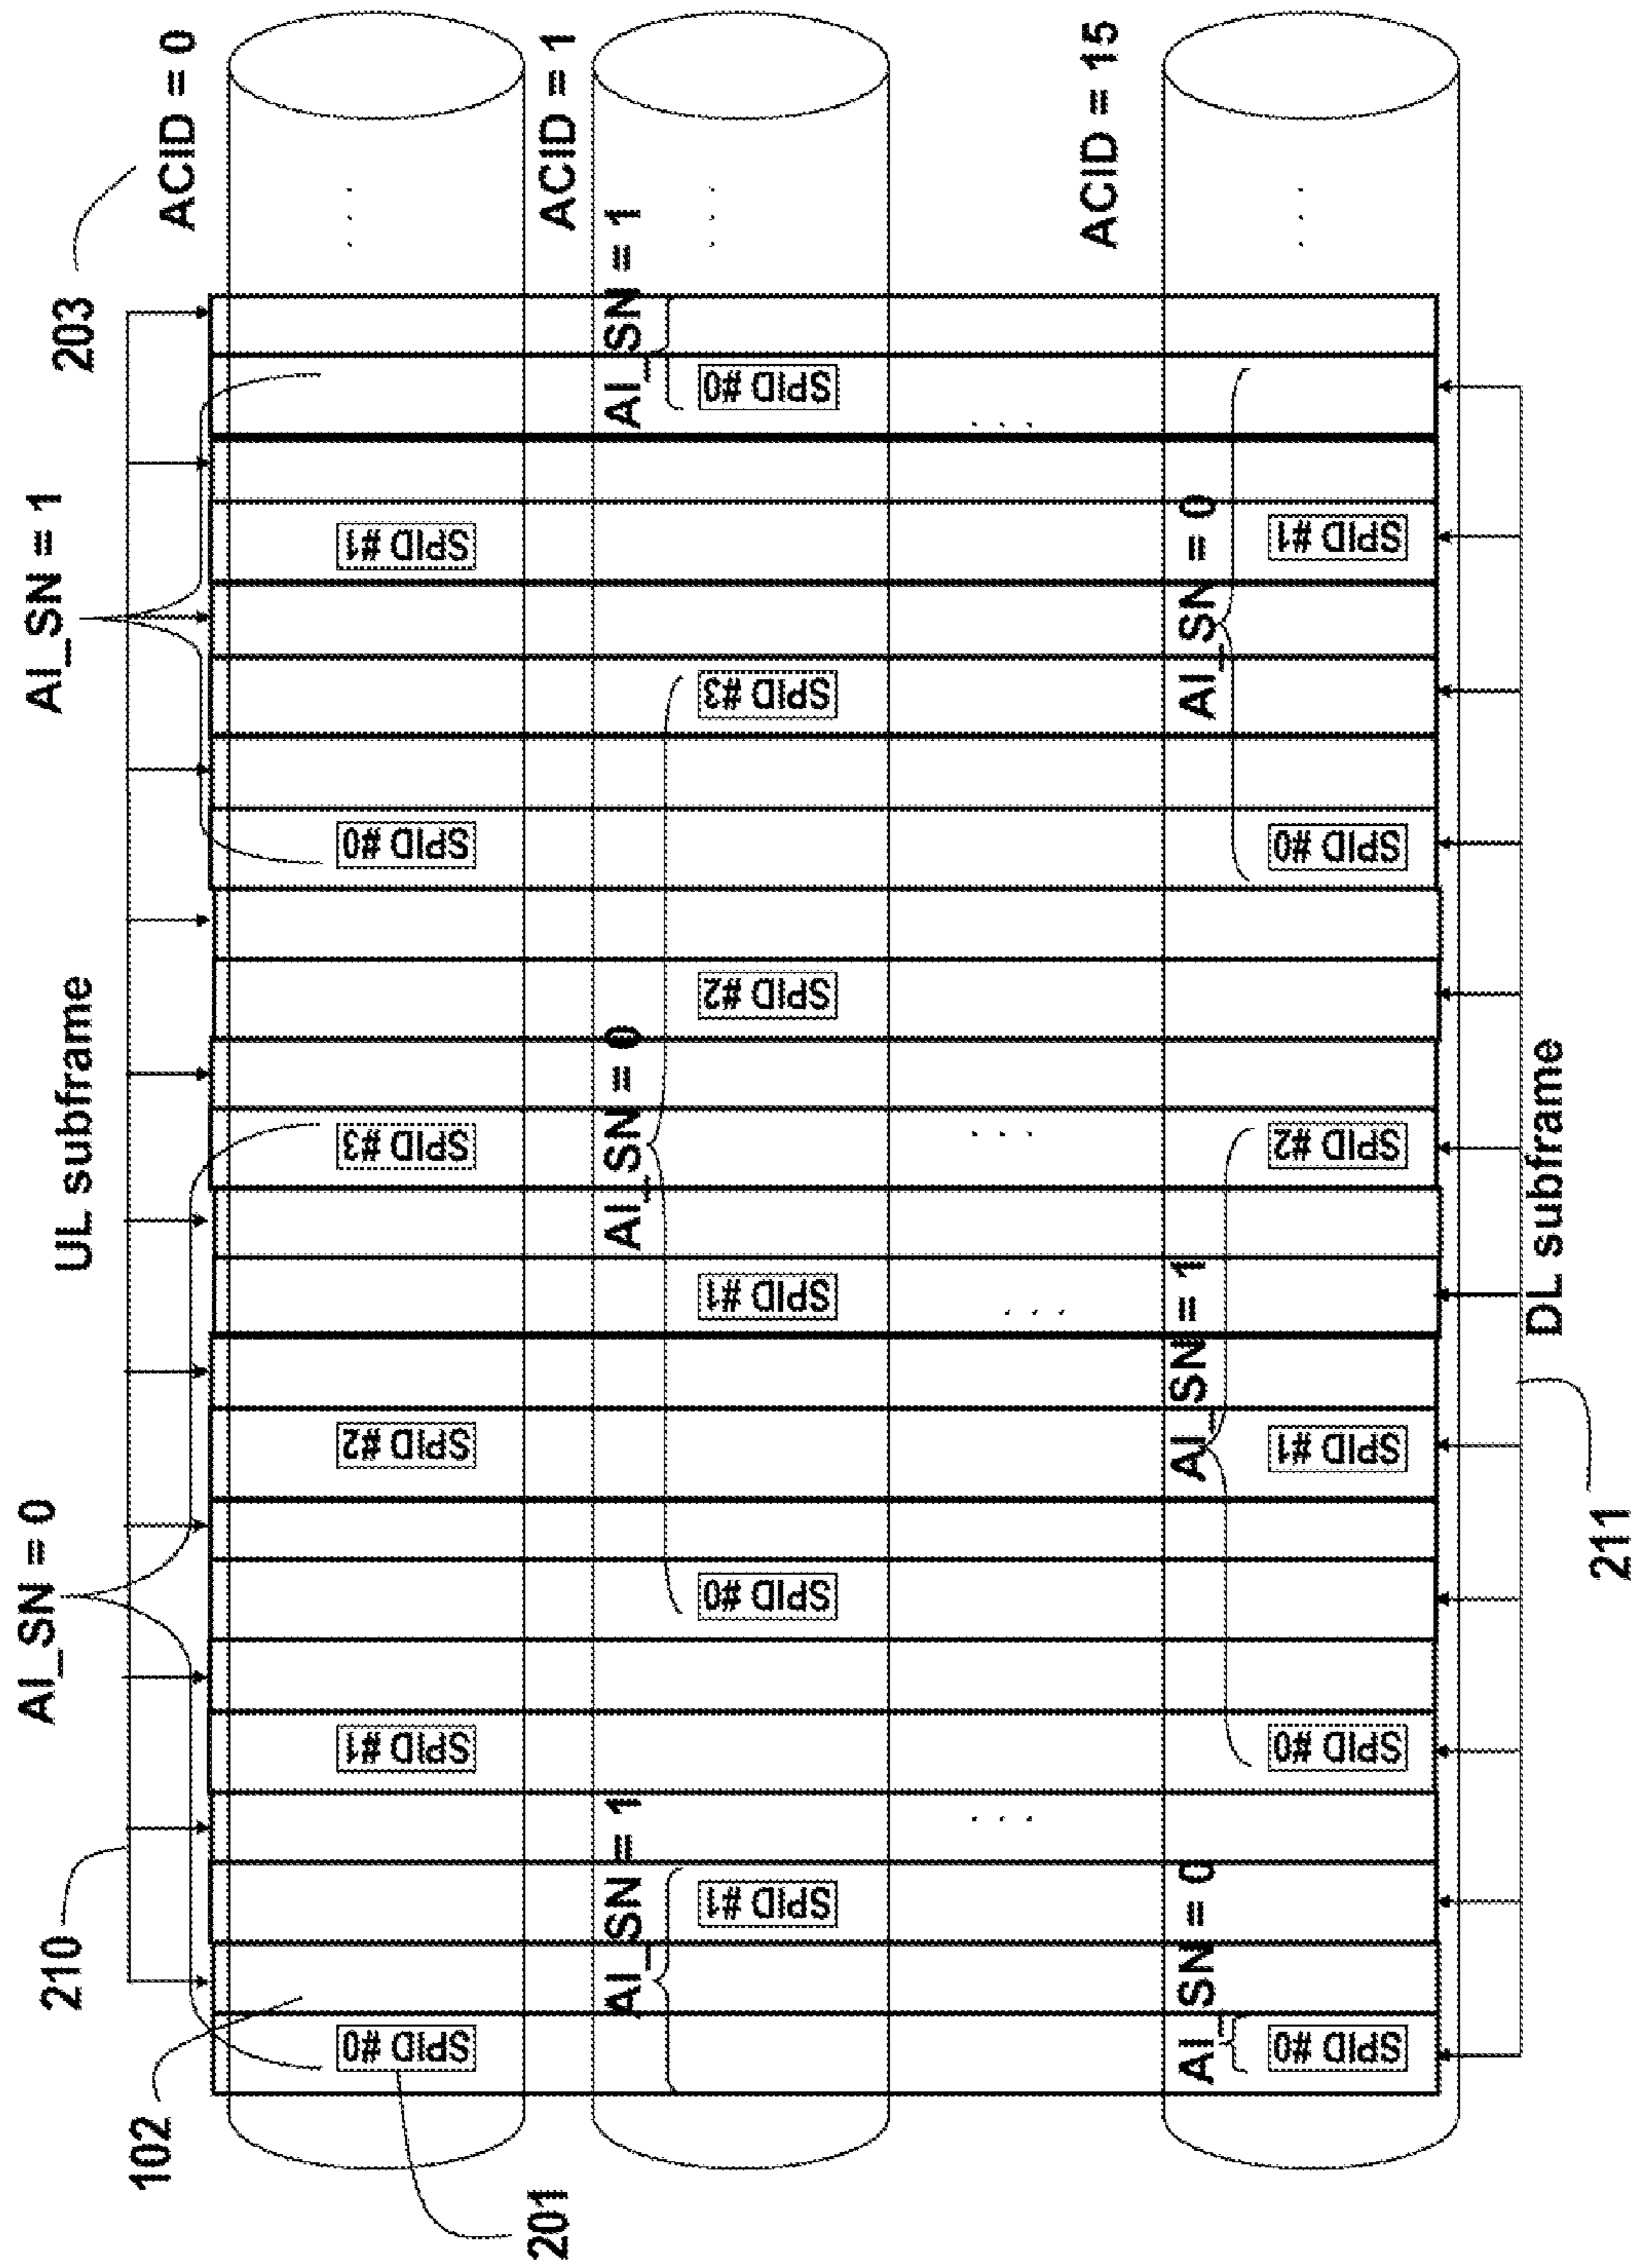 AI_SN = 0
AI_SN = 1
210
UL subframe
203
102
ACID = 0
SPID #0
SPID #1
SPID #2
SPID #3
SPID #0
SPID #1
201
ACID = 1
AI_SN = 1
AI_SN = 0
AI_SN = 1
SPID #1
SPID #0
SPID #1
SPID #2
SPID #3
SPID #0
ACID = 15
AI_SN = 0
AI_SN = 1
AI_SN = 0
SPID #0
SPID #0
SPID #1
SPID #2
SPID #0
SPID #1
DL subframe
211